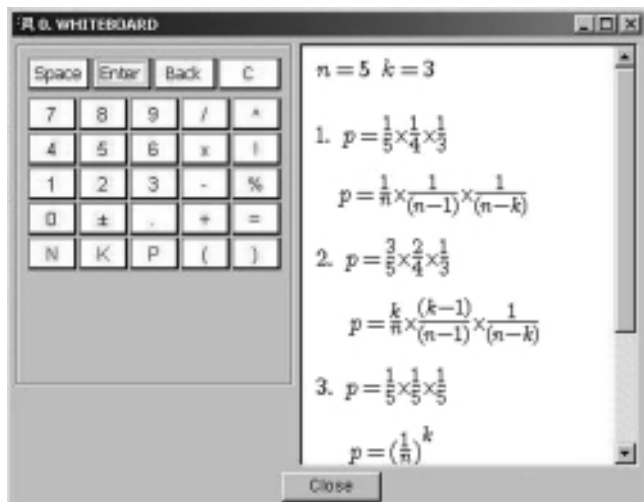 0. WHITEBOARD
Space Enter Back C
7 8 9 / ^
4 5 6 x !
1 2 3 - %
0 ± . + =
N K P ( )
n = 5 k = 3
1. p = 1/5 × 1/4 × 1/3
p = 1/n × 1/(n−1) × 1/(n−k)
2. p = 3/5 × 2/4 × 1/3
p = k/n × (k−1)/(n−1) × 1/(n−k)
3. p = 1/5 × 1/5 × 1/5
p = (1/n)^k
Close